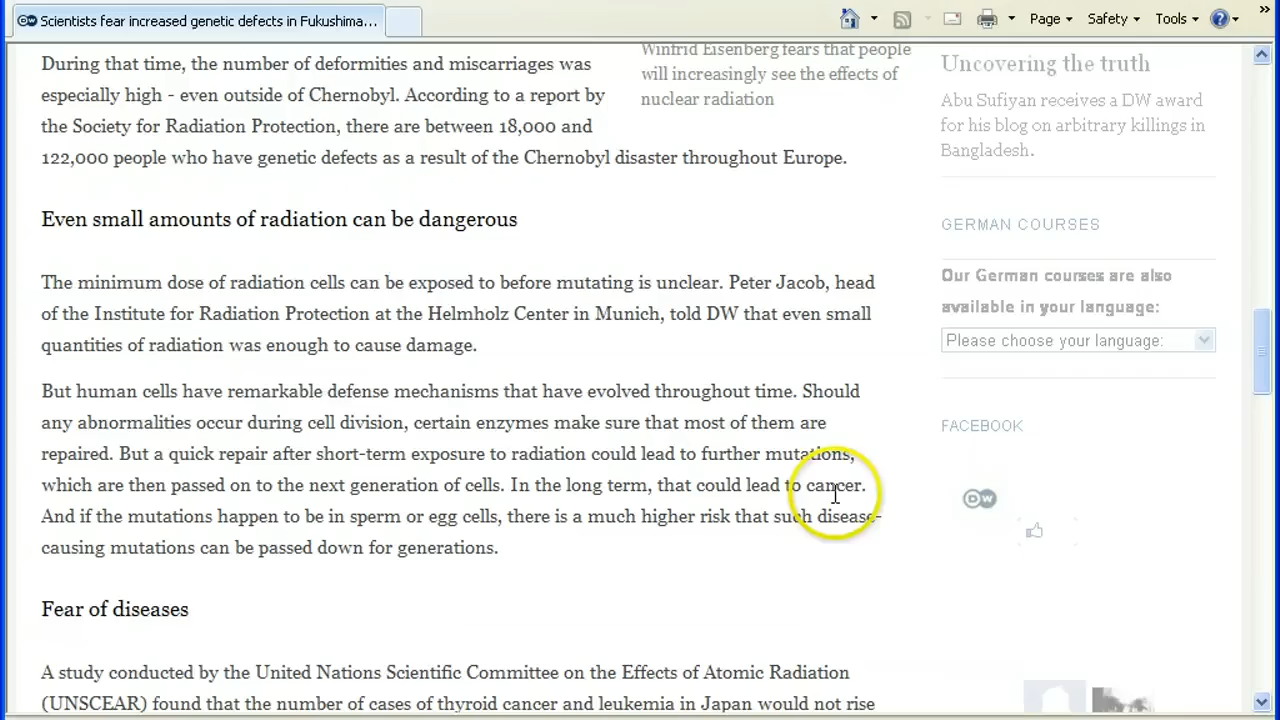 Scientists fear increased genetic defects in Fukushima...
Page
Safety
Tools
During that time, the number of deformities and miscarriages was
especially high - even outside of Chernobyl. According to a report by
the Society for Radiation Protection, there are between 18,000 and
122,000 people who have genetic defects as a result of the Chernobyl disaster throughout Europe.
Winfrid Eisenberg fears that people
will increasingly see the effects of
nuclear radiation
Even small amounts of radiation can be dangerous
The minimum dose of radiation cells can be exposed to before mutating is unclear. Peter Jacob, head
of the Institute for Radiation Protection at the Helmholz Center in Munich, told DW that even small
quantities of radiation was enough to cause damage.
But human cells have remarkable defense mechanisms that have evolved throughout time. Should
any abnormalities occur during cell division, certain enzymes make sure that most of them are
repaired. But a quick repair after short-term exposure to radiation could lead to further mutations,
which are then passed on to the next generation of cells. In the long term, that could lead to cancer.
And if the mutations happen to be in sperm or egg cells, there is a much higher risk that such disease-
causing mutations can be passed down for generations.
Fear of diseases
A study conducted by the United Nations Scientific Committee on the Effects of Atomic Radiation
(UNSCEAR) found that the number of cases of thyroid cancer and leukemia in Japan would not rise
Uncovering the truth
Abu Sufiyan receives a DW award
for his blog on arbitrary killings in
Bangladesh.
GERMAN COURSES
Our German courses are also
available in your language:
Please choose your language:
FACEBOOK
DW